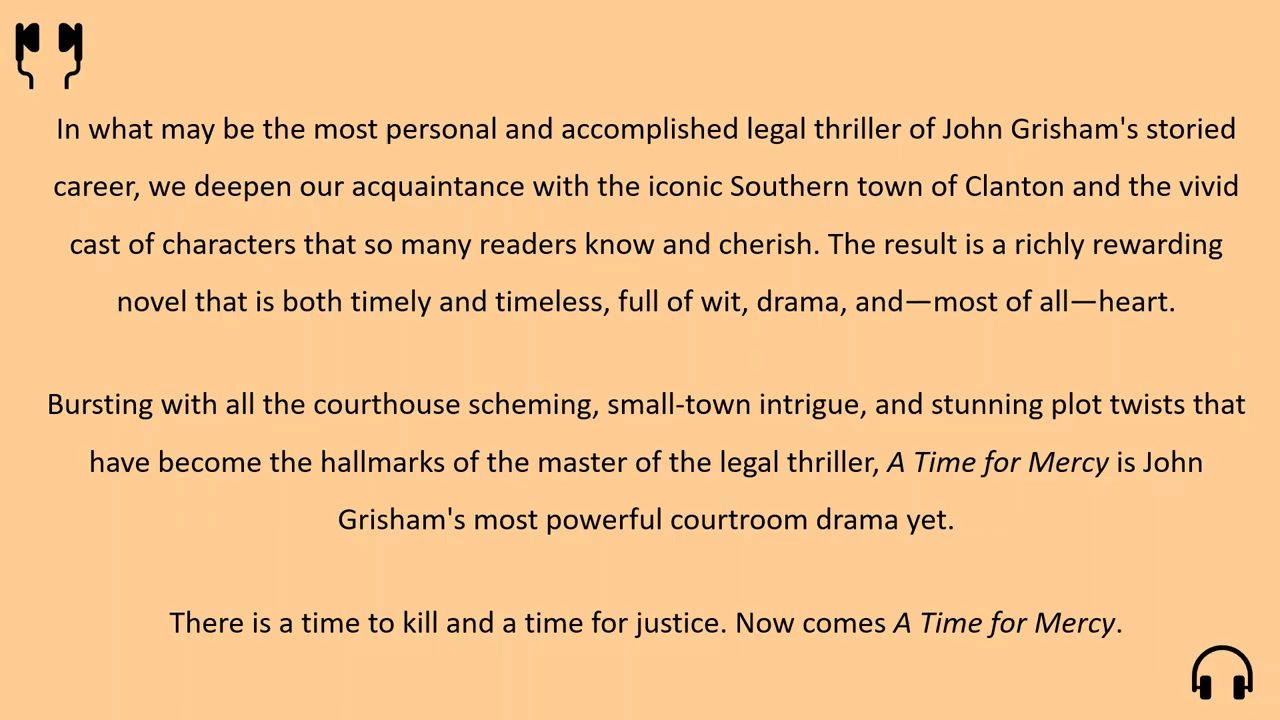 In what may be the most personal and accomplished legal thriller of John Grisham's storied
career, we deepen our acquaintance with the iconic Southern town of Clanton and the vivid
cast of characters that so many readers know and cherish. The result is a richly rewarding
novel that is both timely and timeless, full of wit, drama, and—most of all—heart.
Bursting with all the courthouse scheming, small-town intrigue, and stunning plot twists that
have become the hallmarks of the master of the legal thriller, A Time for Mercy is John
Grisham's most powerful courtroom drama yet.
There is a time to kill and a time for justice. Now comes A Time for Mercy.